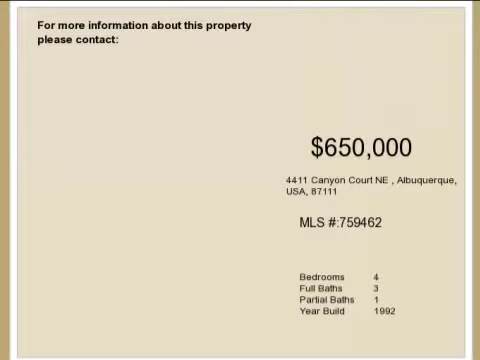 For more information about this property
please contact:
$650,000
4411 Canyon Court NE , Albuquerque,
USA, 87111
MLS #:759462
Bedrooms 4
Full Baths 3
Partial Baths 1
Year Build 1992